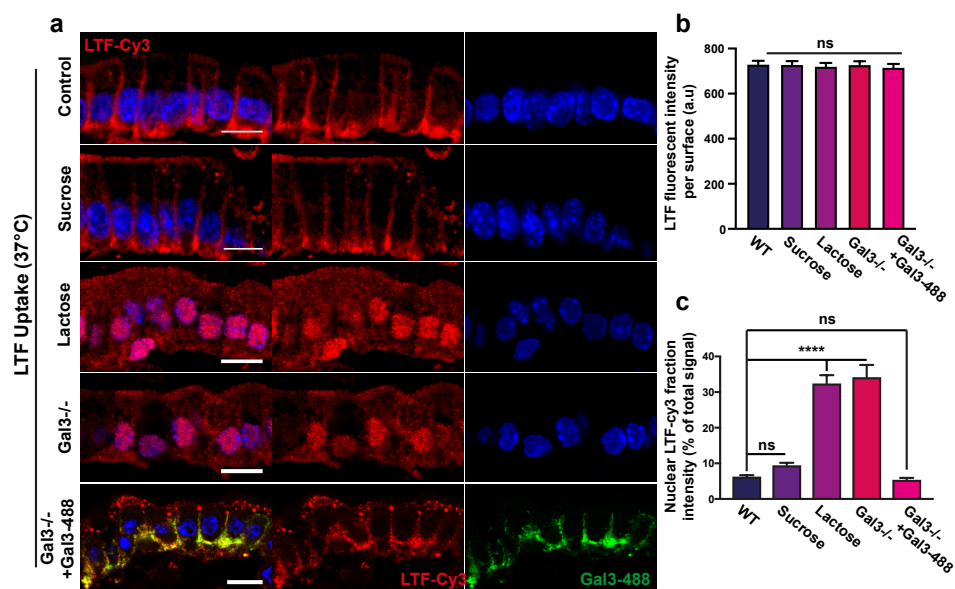 a
LTF Uptake (37°C)
Control
Sucrose
Lactose
Gal3-/-
Gal3-/-
+Gal3-488
LTF-Cy3
LTF-Cy3
Gal3-488
b
LTF fluorescent intensity
per surface (a.u)
800
600
400
200
0
ns
WT
Sucrose
Lactose
Gal3-/-
Gal3-/-
+Gal3-488
c
Nuclear LTF-cy3 fraction
intensity (% of total signal)
40
30
20
10
0
ns
****
ns
WT
Sucrose
Lactose
Gal3-/-
Gal3-/-
+Gal3-488